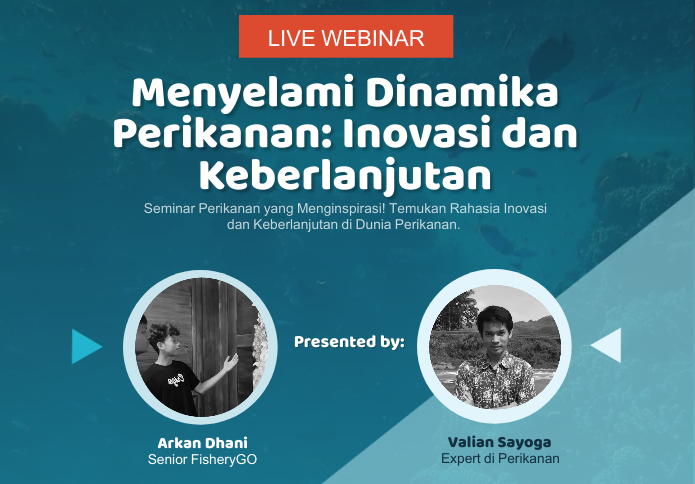 LIVE WEBINAR
Menyelami Dinamika
Perikanan: Inovasi dan
Keberlanjutan
Seminar Perikanan yang Menginspirasi! Temukan Rahasia Inovisi
dan Keberlanjutan di Dunia Perikanan.
Presented by:
Arkan Dhani
Senior FisheryGO
Valian Sayoga
Expert di Perikanan